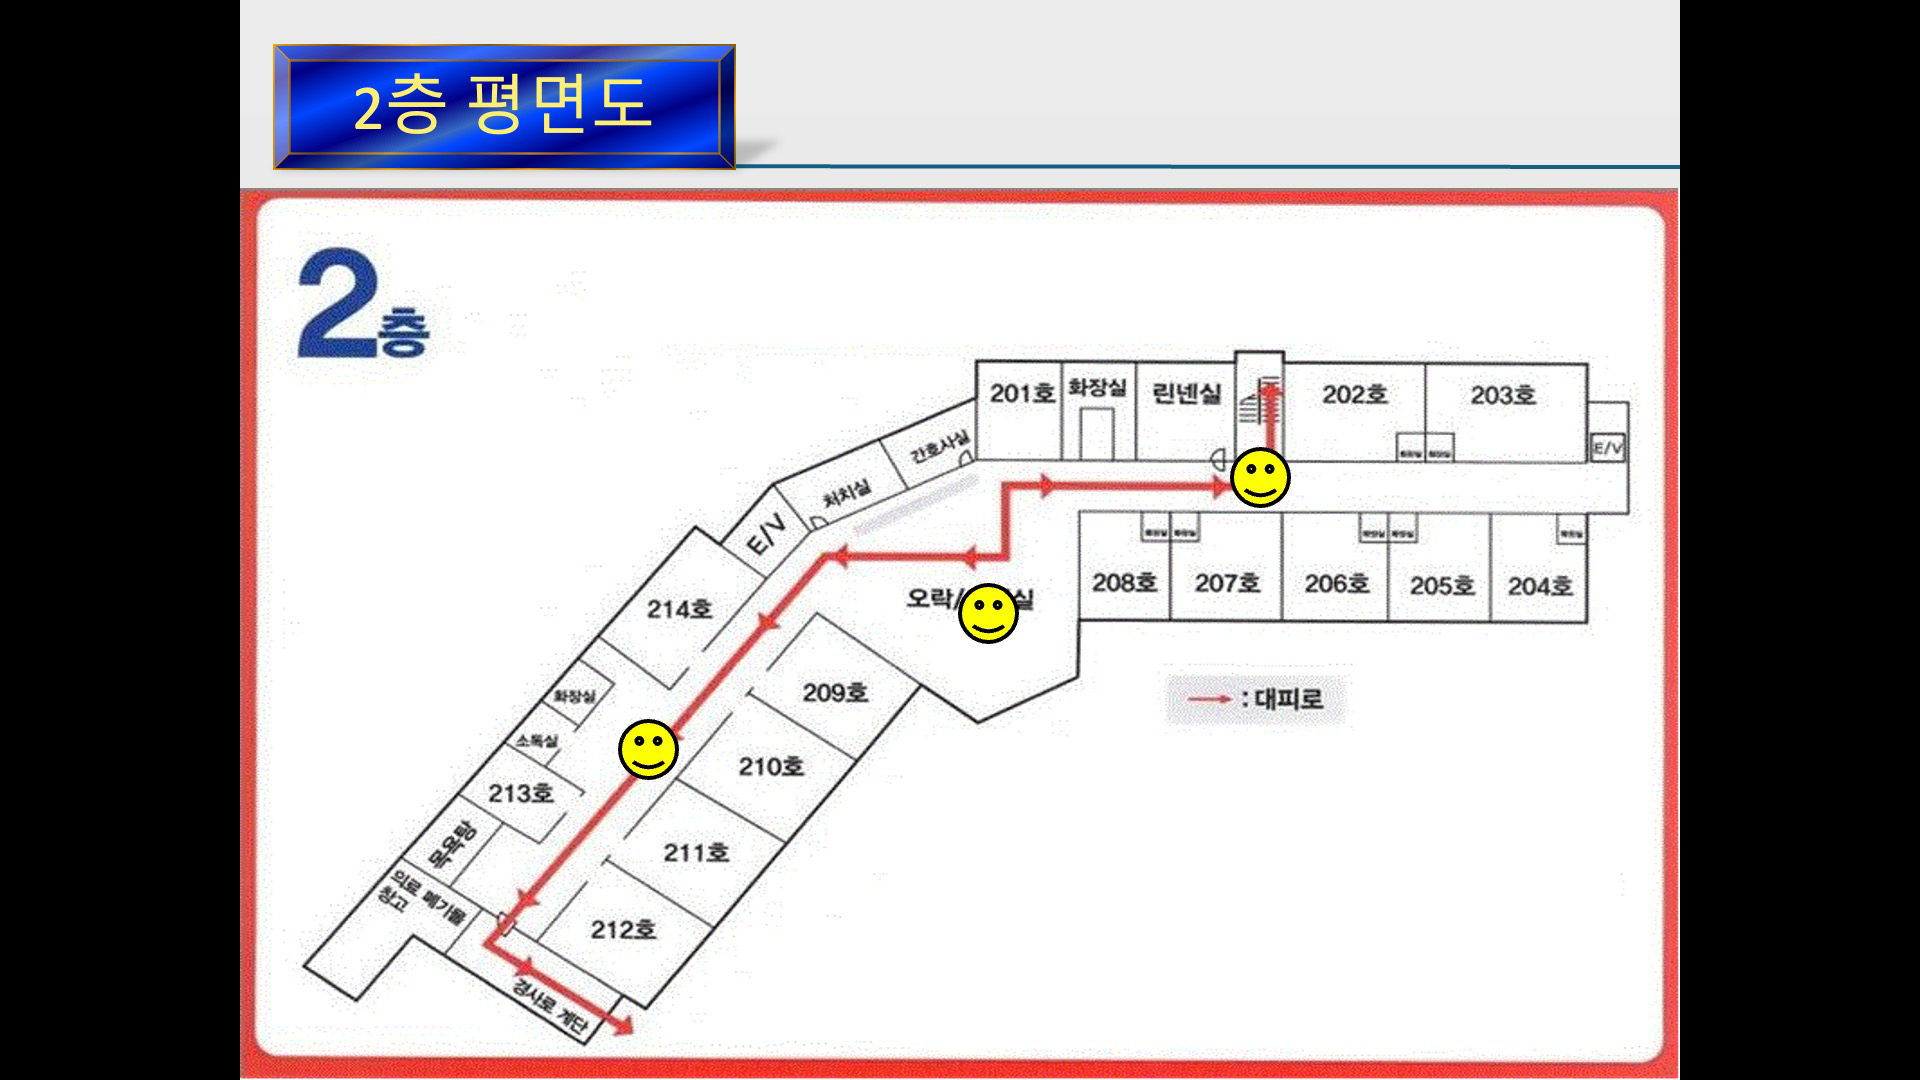 2층 평면도
2층
201호
화장실
린넨실
202호
203호
E/V
간호사실
처치실
E/V
오락/
실
208호
207호
206호
205호
204호
214호
209호
: 대피로
화장실
소독실
210호
213호
목욕탕
211호
의료 폐기물
창고
212호
경사로 계단